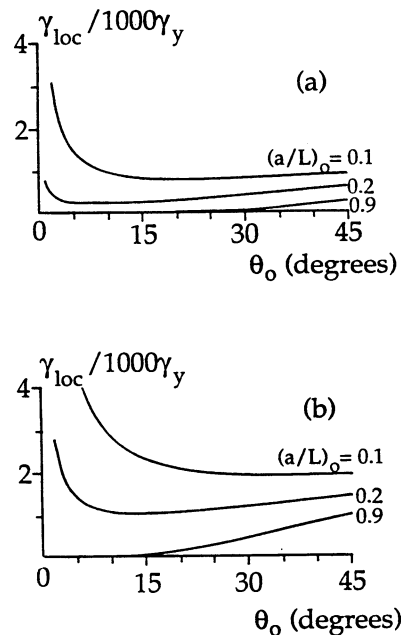 γloc /1000γy
4
(a)
2
(a/L)o = 0.1
0.2
0.9
0 15 30 45
θo (degrees)
γloc /1000γy
4
(b)
2
(a/L)o = 0.1
0.2
0.9
0 15 30 45
θo (degrees)